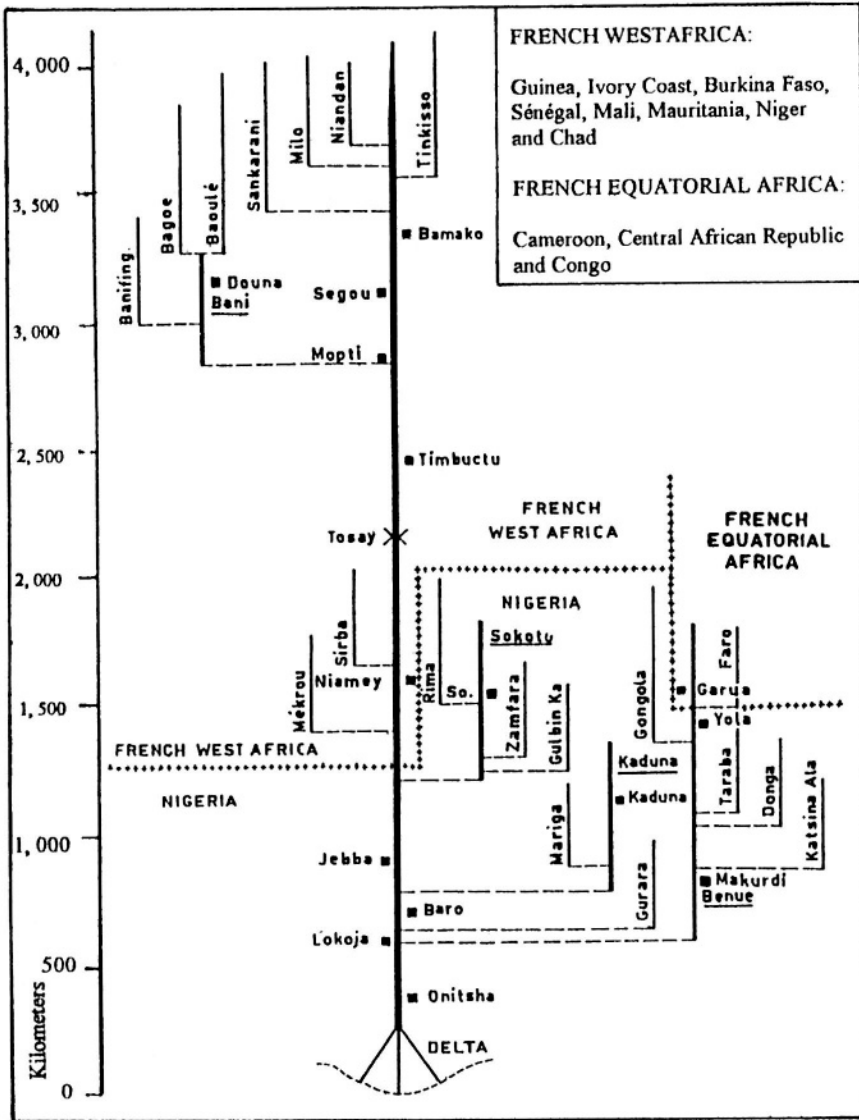 FRENCH WESTAFRICA:
Guinea, Ivory Coast, Burkina Faso,
Sénégal, Mali, Mauritania, Niger
and Chad
FRENCH EQUATORIAL AFRICA:
Cameroon, Central African Republic
and Congo
4,000
3,500
3,000
2,500
2,000
1,500
1,000
500
0
Kilometers
Banifing.
Bagoe
Baoulé
Sankarani
Milo
Niandan
Tinkisso
Bamako
Douna
Bani
Segou
Mopti
Timbuctu
Tosaý
FRENCH
WEST AFRICA
FRENCH
EQUATORIAL
AFRICA
NIGERIA
Mékrou
Sirba
Niamey
Rima
So.
Sokotu
Zamfara
Gulbin Ka
Gongola
Faro
Garua
Yola
FRENCH WEST AFRICA
NIGERIA
Mariga
Kaduna
Kaduna
Gurara
Taraba
Donga
Katsina Ala
Jebba
Makurdi
Benue
Baro
Lokoja
Onitsha
DELTA